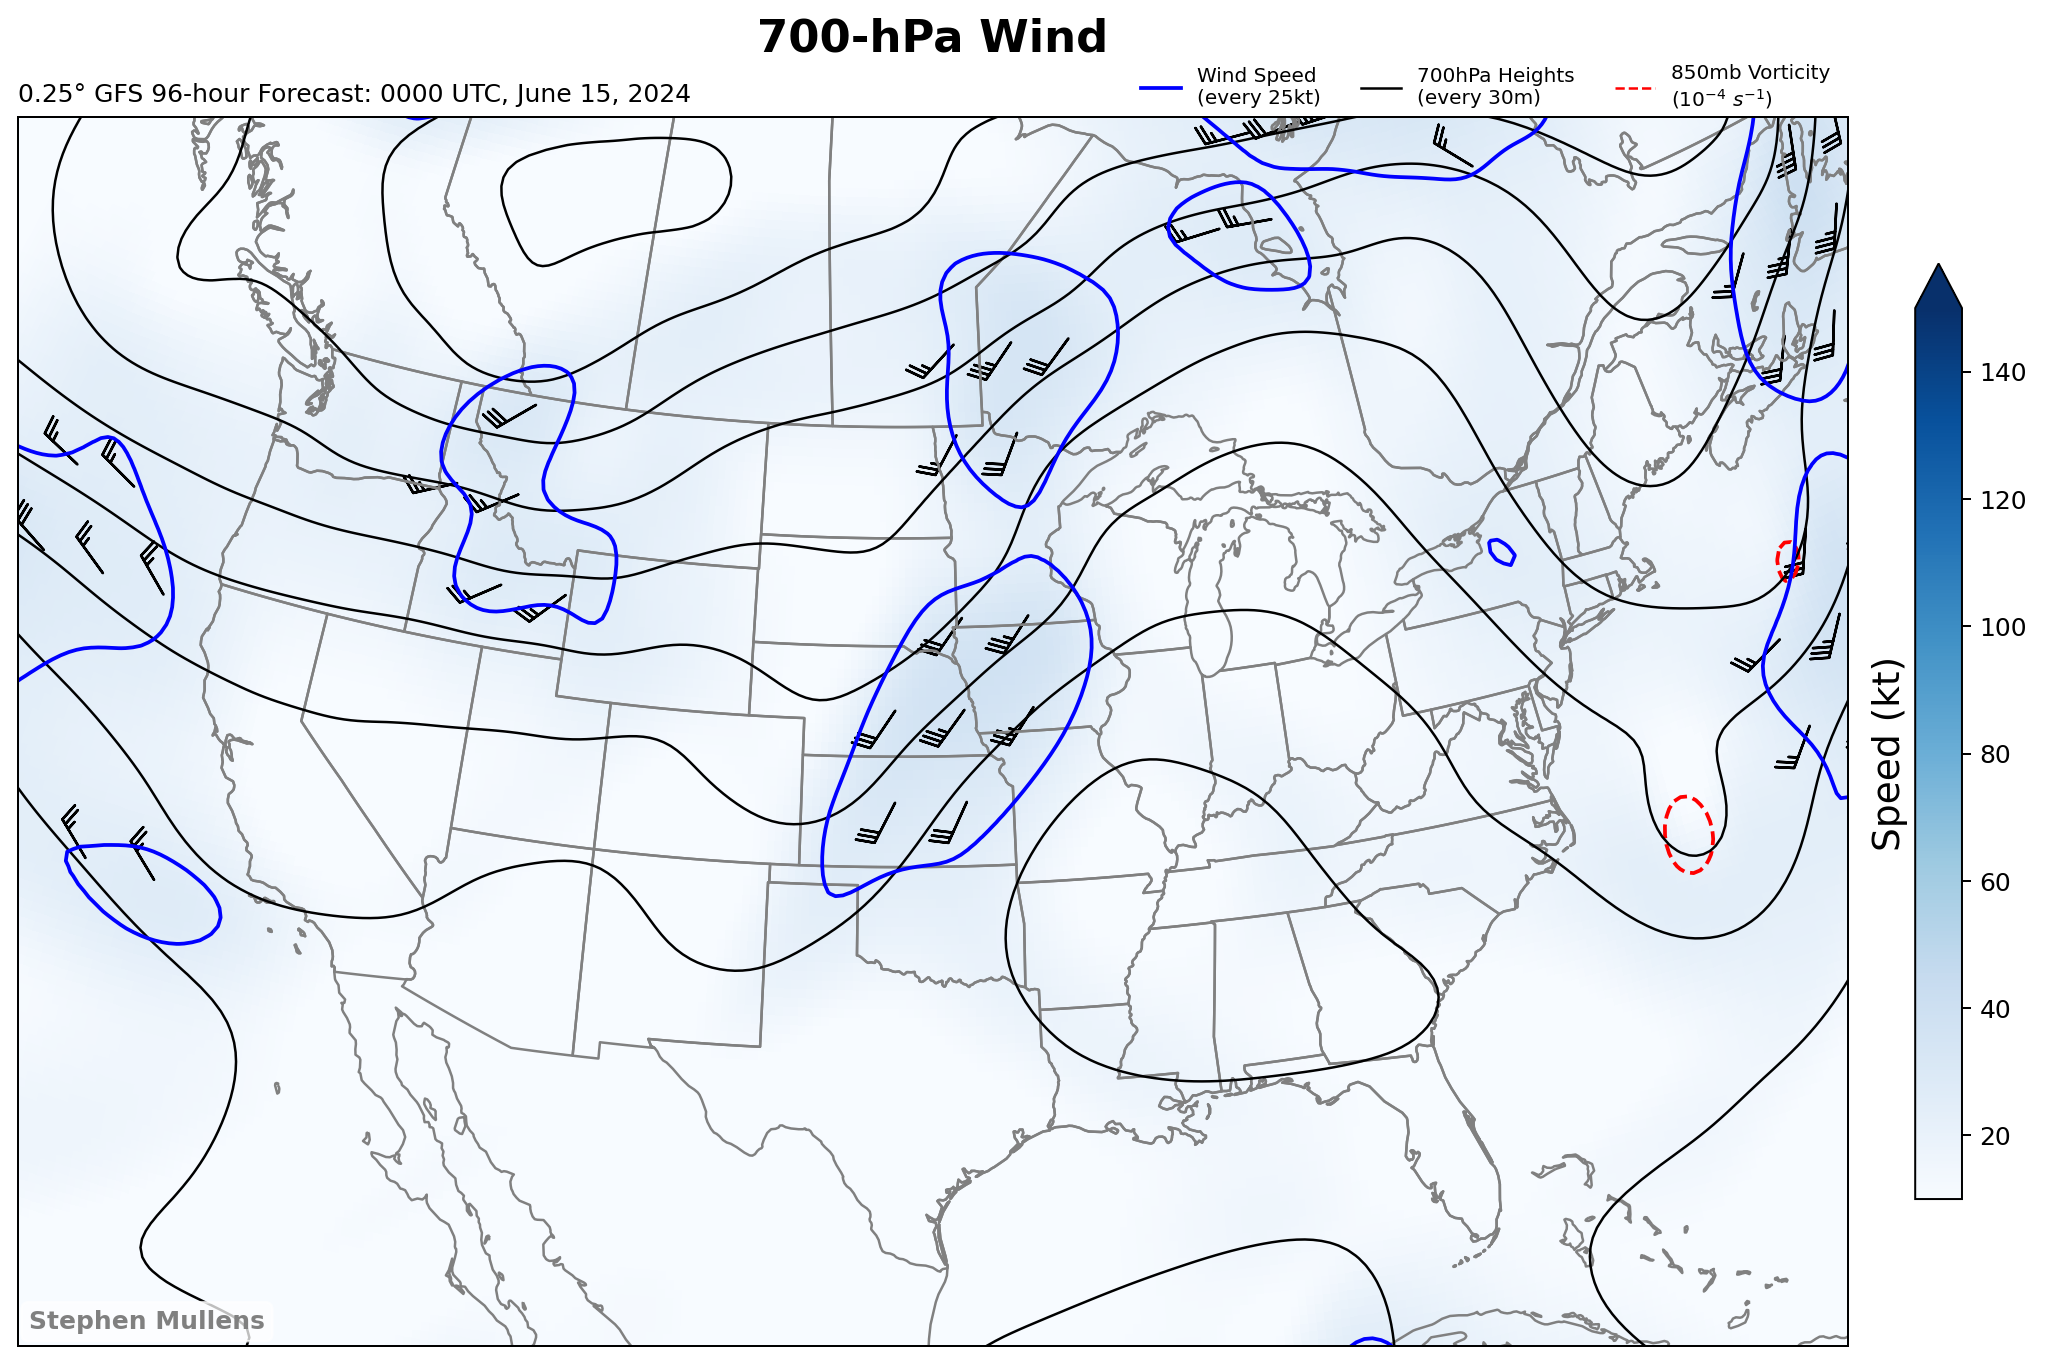 700-hPa Wind
0.25° GFS 96-hour Forecast: 0000 UTC, June 15, 2024
Wind Speed
(every 25kt)
700hPa Heights
(every 30m)
850mb Vorticity
(10⁻⁴ s⁻¹)
140
120
100
80
60
40
20
Speed (kt)
Stephen Mullens